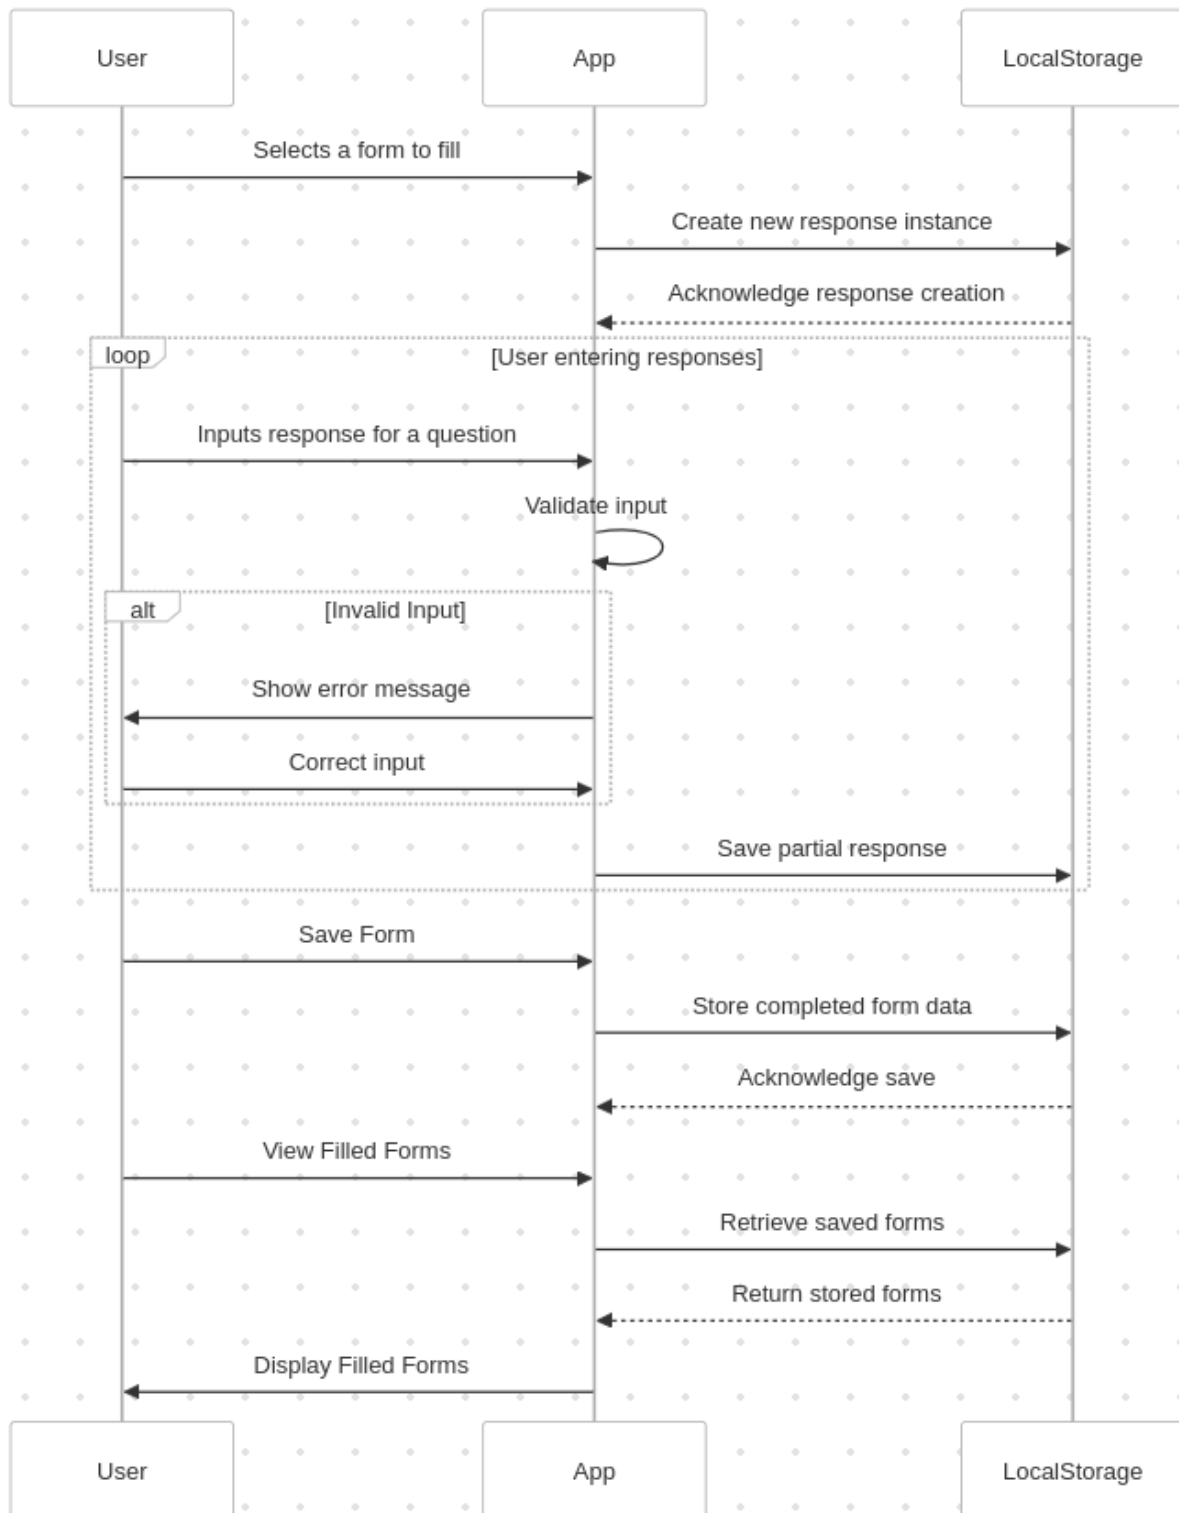 User
App
LocalStorage
Selects a form to fill
Create new response instance
Acknowledge response creation
loop
[User entering responses]
Inputs response for a question
Validate input
alt
[Invalid Input]
Show error message
Correct input
Save partial response
Save Form
Store completed form data
Acknowledge save
View Filled Forms
Retrieve saved forms
Return stored forms
Display Filled Forms
User
App
LocalStorage